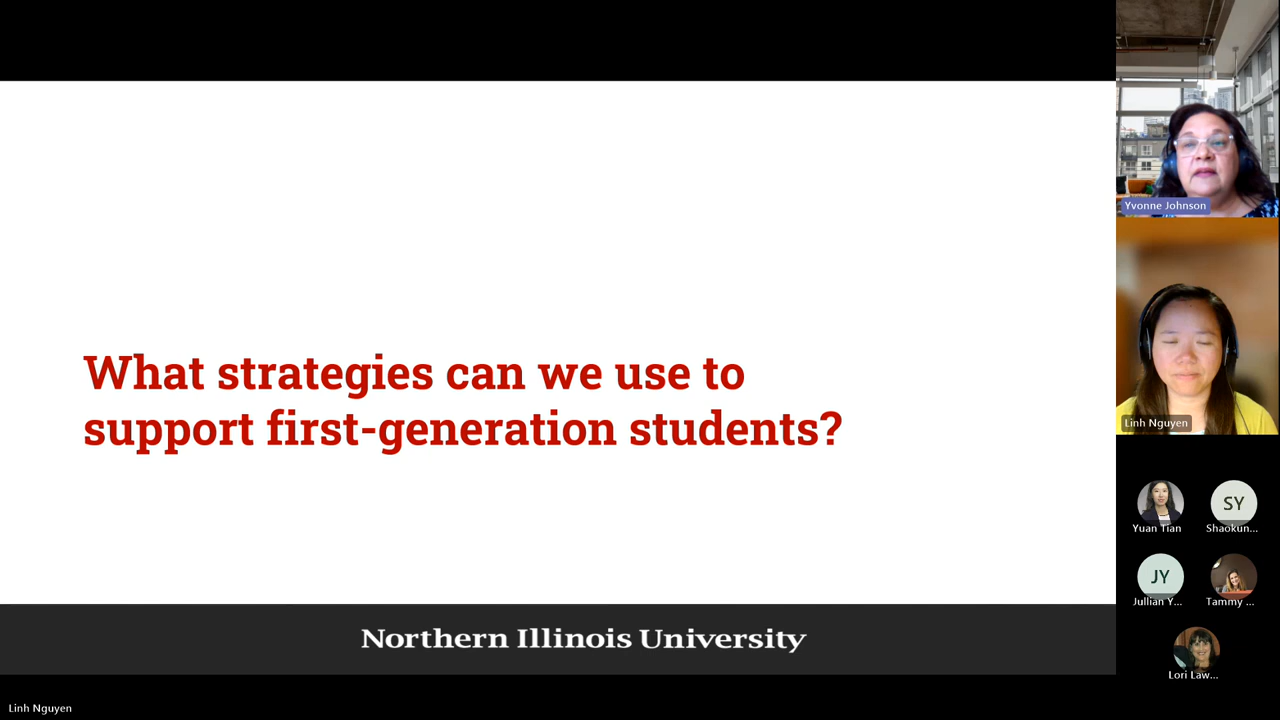 What strategies can we use to
support first-generation students?
Northern Illinois University
Yvonne Johnson
Linh Nguyen
Yuan Tian
SY
Shaokun...
JY
Jullian Y...
Tammy ...
Lori Law...
Linh Nguyen